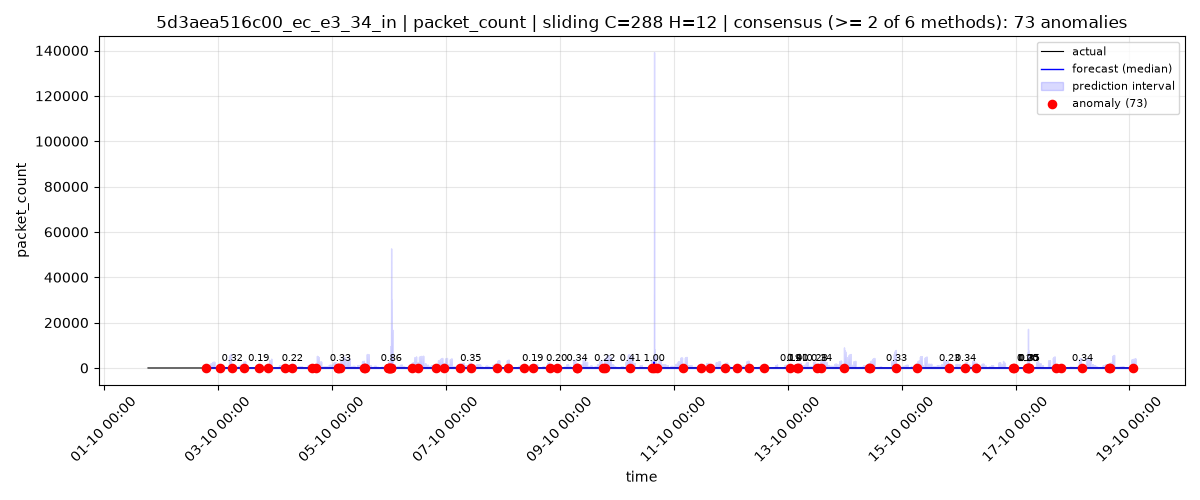 5d3aea516c00_ec_e3_34_in | packet_count | sliding C=288 H=12 | consensus (>= 2 of 6 methods): 73 anomalies
actual
forecast (median)
prediction interval
anomaly (73)
packet_count
140000
120000
100000
80000
60000
40000
20000
0
0.32 0.19 0.22 0.33 0.86 0.35 0.19 0.20 0.34 0.22 0.41 1.00 0.33 0.34 0.34
01-10 00:00
03-10 00:00
05-10 00:00
07-10 00:00
09-10 00:00
11-10 00:00
13-10 00:00
15-10 00:00
17-10 00:00
19-10 00:00
time